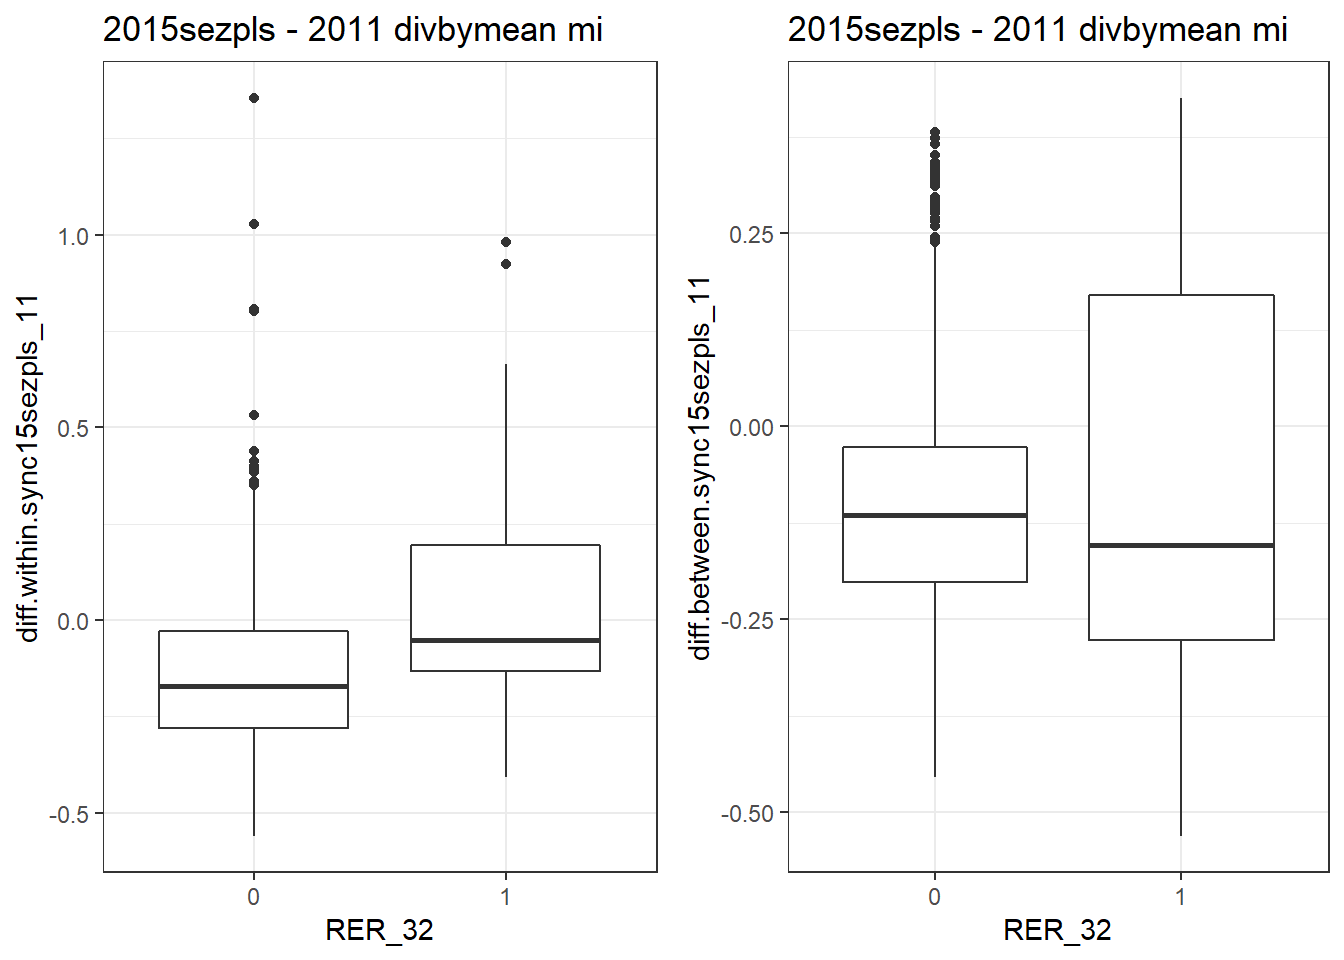 2015sezpls - 2011 divbymean mi
diff.within.sync15sezpls_11
1.0
0.5
0.0
-0.5
0
1
RER_32
2015sezpls - 2011 divbymean mi
diff.between.sync15sezpls_11
0.25
0.00
-0.25
-0.50
0
1
RER_32